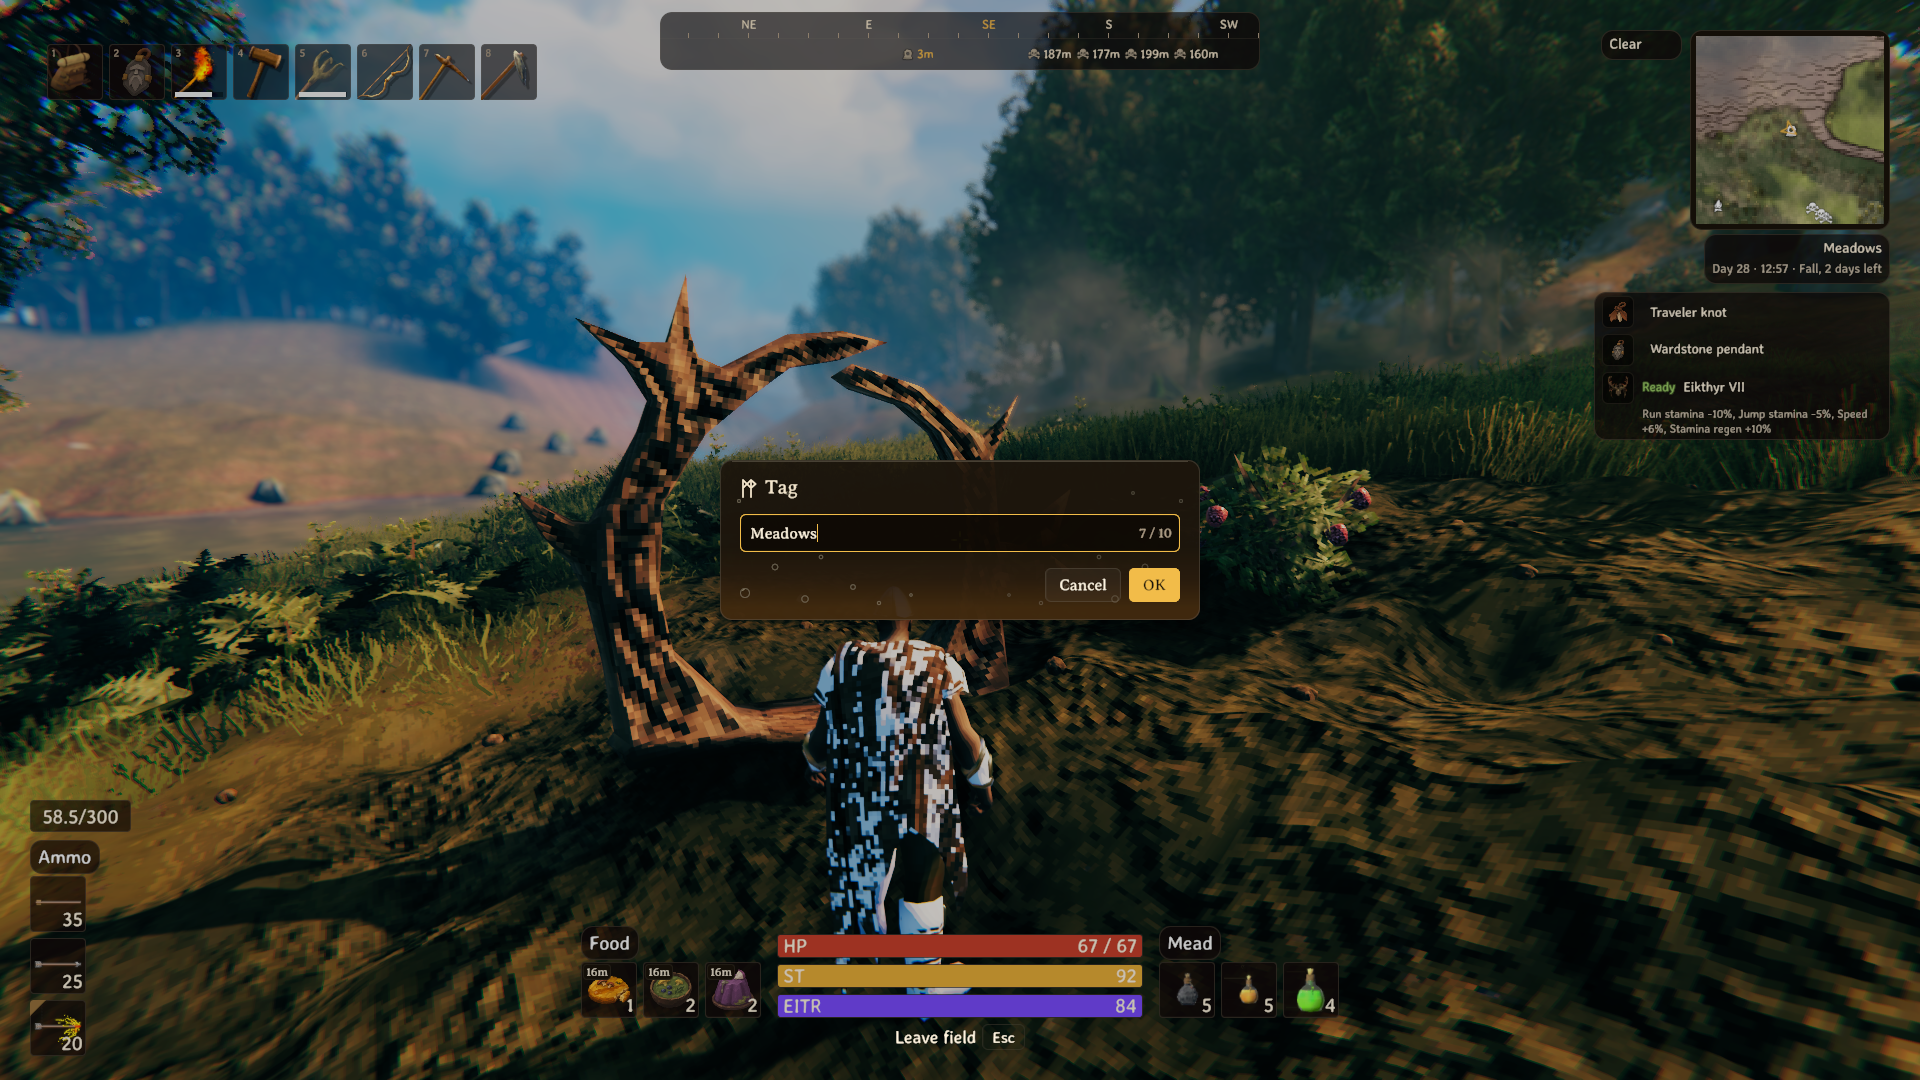 NE E SE S SW
3m 187m 177m 199m 160m
1 2 3 4 5 6 7 8
Clear
Meadows
Day 28 · 12:57 · Fall, 2 days left
Traveler knot
Wardstone pendant
Ready Eikthyr VII
Run stamina -10%, Jump stamina -5%, Speed
+6%, Stamina regen +10%
Tag
Meadows 7 / 10
Cancel OK
58.5/300
Ammo
35
25
20
Food
16m 1
16m 2
16m 2
HP 67 / 67
ST 92
EITR 84
Mead
5 5 4
Leave field Esc